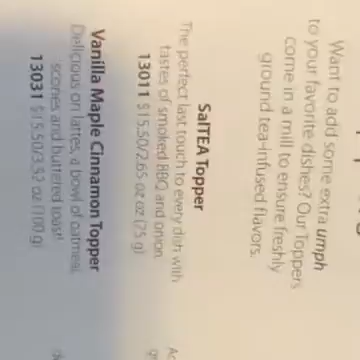 Want to add some extra umph
to your favorite dishes? Our Toppers
come in a mill to ensure freshly
ground tea-infused flavors.
SalTEA Topper
The perfect last touch to every dish with
tastes of smoked BBQ and onion.
13011 $15.50/2.65 oz oz (75 g)
Vanilla Maple Cinnamon Topper
Delicious on lattes, a bowl of oatmeal,
scones and buttered toast!
13031 $15.50/3.52 oz (100 g)